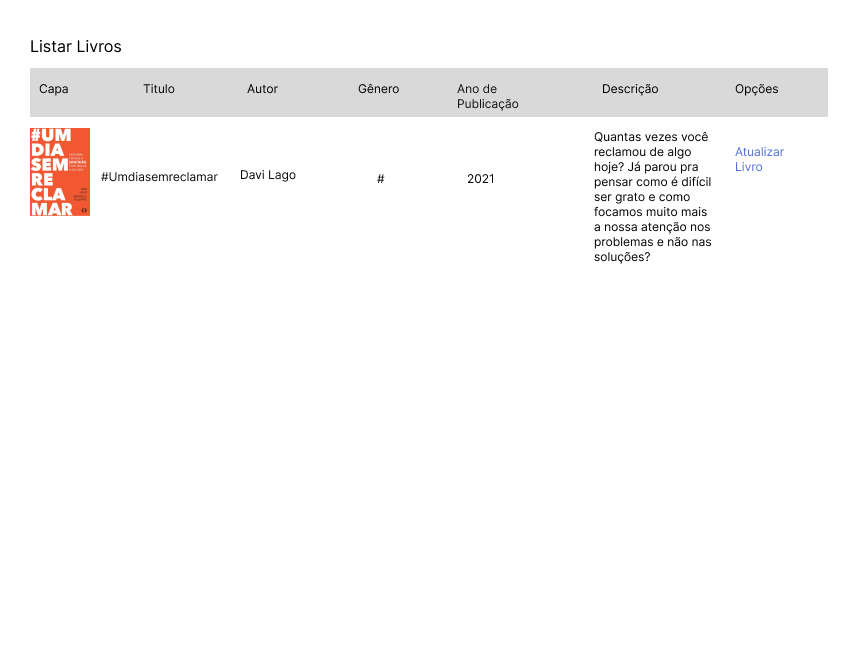 Listar Livros
Capa Titulo Autor Gênero Ano de Publicação Descrição Opções
#UM
DIA
SEM
RE
CLA
MAR
#Umdiasemreclamar
Davi Lago
#
2021
Quantas vezes você
reclamou de algo
hoje? Já parou pra
pensar como é difícil
ser grato e como
focamos muito mais
a nossa atenção nos
problemas e não nas
soluções?
Atualizar
Livro